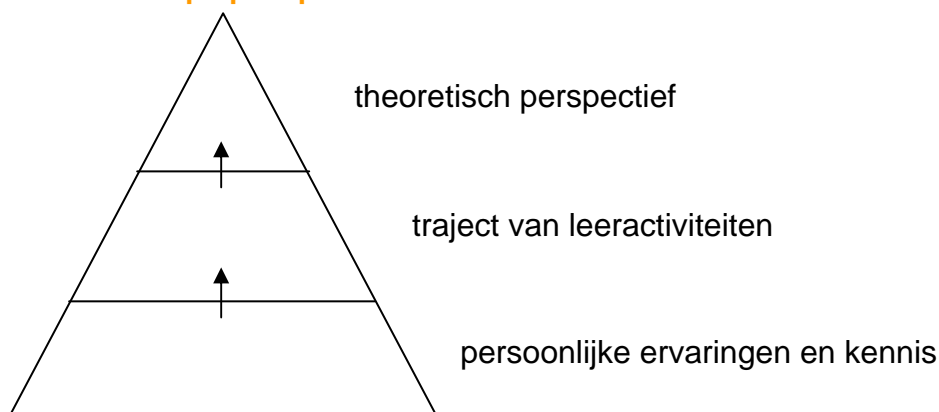 theoretisch perspectief
traject van leeractiviteiten
persoonlijke ervaringen en kennis